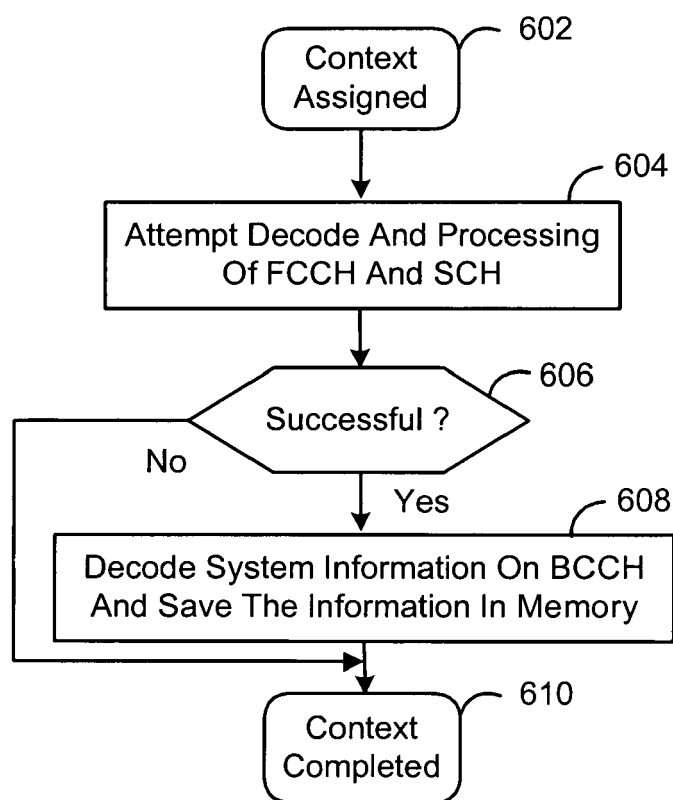 602
Context
Assigned
604
Attempt Decode And Processing
Of FCCH And SCH
606
Successful ?
No
Yes
608
Decode System Information On BCCH
And Save The Information In Memory
610
Context
Completed